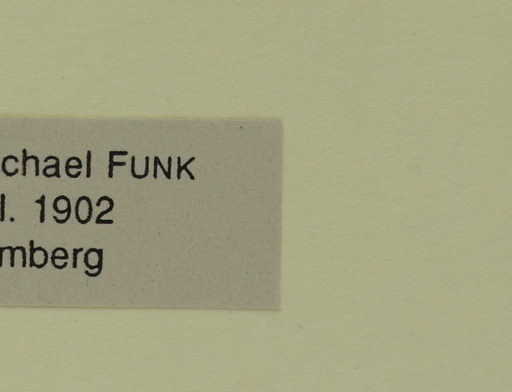 chael FUNK
l. 1902
mberg